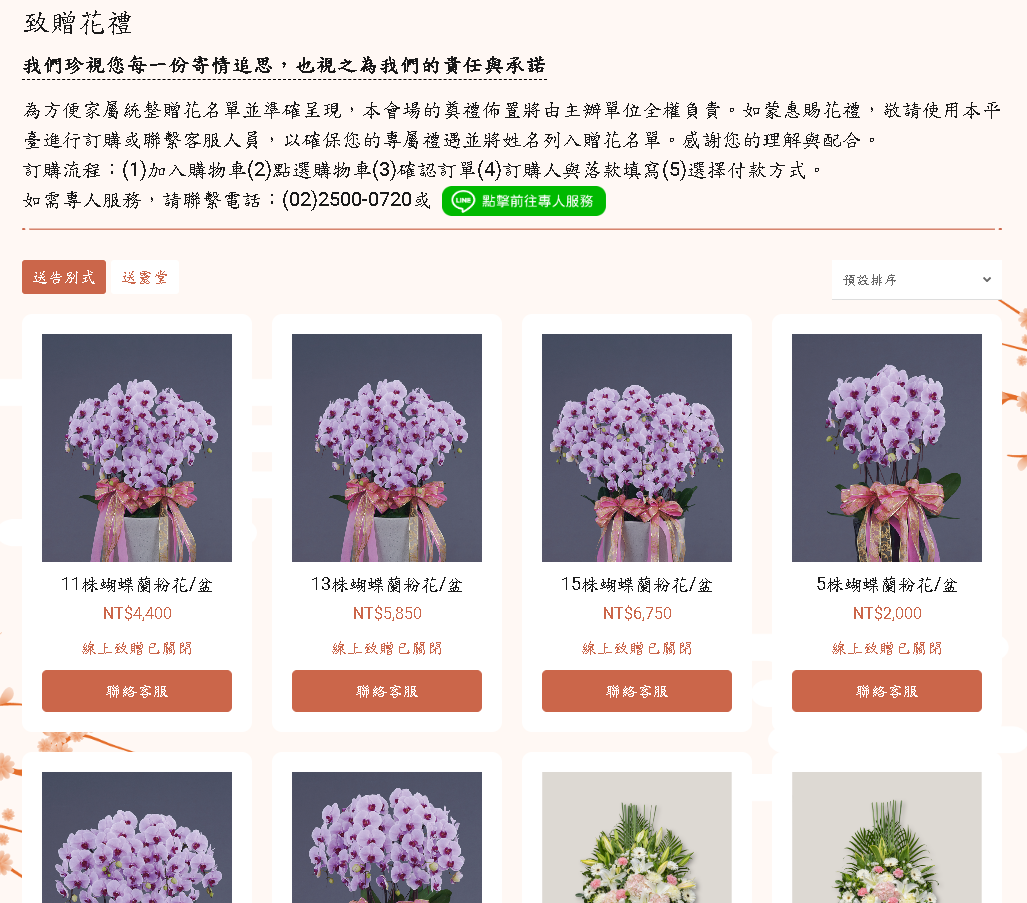 致贈花禮
我們珍視您每一份寄情追思，也視之為我們的責任與承諾
為方便家屬統整贈花名單並準確呈現，本會場的奠禮佈置將由主辦單位全權負責。如蒙惠賜花禮，敬請使用本平
臺進行訂購或聯繫客服人員，以確保您的專屬禮遇並將姓名列入贈花名單。感謝您的理解與配合。
訂購流程：(1)加入購物車(2)點選購物車(3)確認訂單(4)訂購人與落款填寫(5)選擇付款方式。
如需專人服務，請聯繫電話：(02)2500-0720或 LINE 點擊前往專人服務
送告別式 送靈堂 預設排序
11株蝴蝶蘭粉花/盆 13株蝴蝶蘭粉花/盆 15株蝴蝶蘭粉花/盆 5株蝴蝶蘭粉花/盆
NT$4,400 NT$5,850 NT$6,750 NT$2,000
線上致贈已關閉 線上致贈已關閉 線上致贈已關閉 線上致贈已關閉
聯絡客服 聯絡客服 聯絡客服 聯絡客服